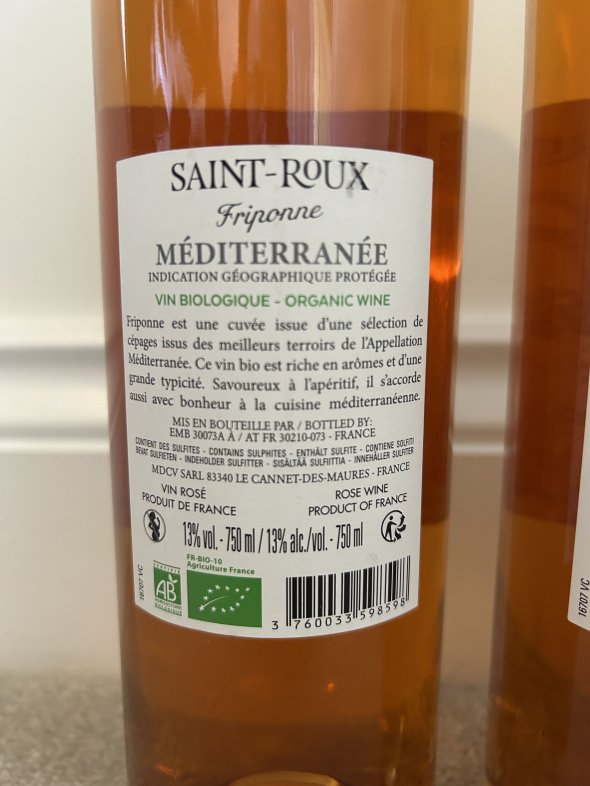 SAINT-ROUX
Friponne
MÉDITERRANÉE
INDICATION GÉOGRAPHIQUE PROTÉGÉE
VIN BIOLOGIQUE - ORGANIC WINE
Friponne est une cuvée issue d'une sélection de
cépages issus des meilleurs terroirs de l'Appellation
Méditerranée. Ce vin bio est riche en arômes et d'une
grande typicité. Savoureux à l'apéritif, il s'accorde
aussi avec bonheur à la cuisine méditerranéenne.
MIS EN BOUTEILLE PAR / BOTTLED BY:
EMB 30073A À / AT FR 30210-073 - FRANCE
CONTIENT DES SULFITES - CONTAINS SULPHITES - ENTHÄLT SULFITE - CONTIENE SOLFITI
BEVAT SULFIETEN - INDEHOLDER SULFITTER - SISÄLTÄÄ SULFIITTIA - INNEHÅLLER SULFITER
MDCV SARL 83340 LE CANNET-DES-MAURES - FRANCE
VIN ROSÉ
PRODUIT DE FRANCE
ROSE WINE
PRODUCT OF FRANCE
13% vol. - 750 ml / 13% alc./vol. - 750 ml
FR-BIO-10
Agriculture France
CERTIFIÉ
AB
AGRICULTURE
BIOLOGIQUE
16707 VC
3 760033 598598
16707 VC